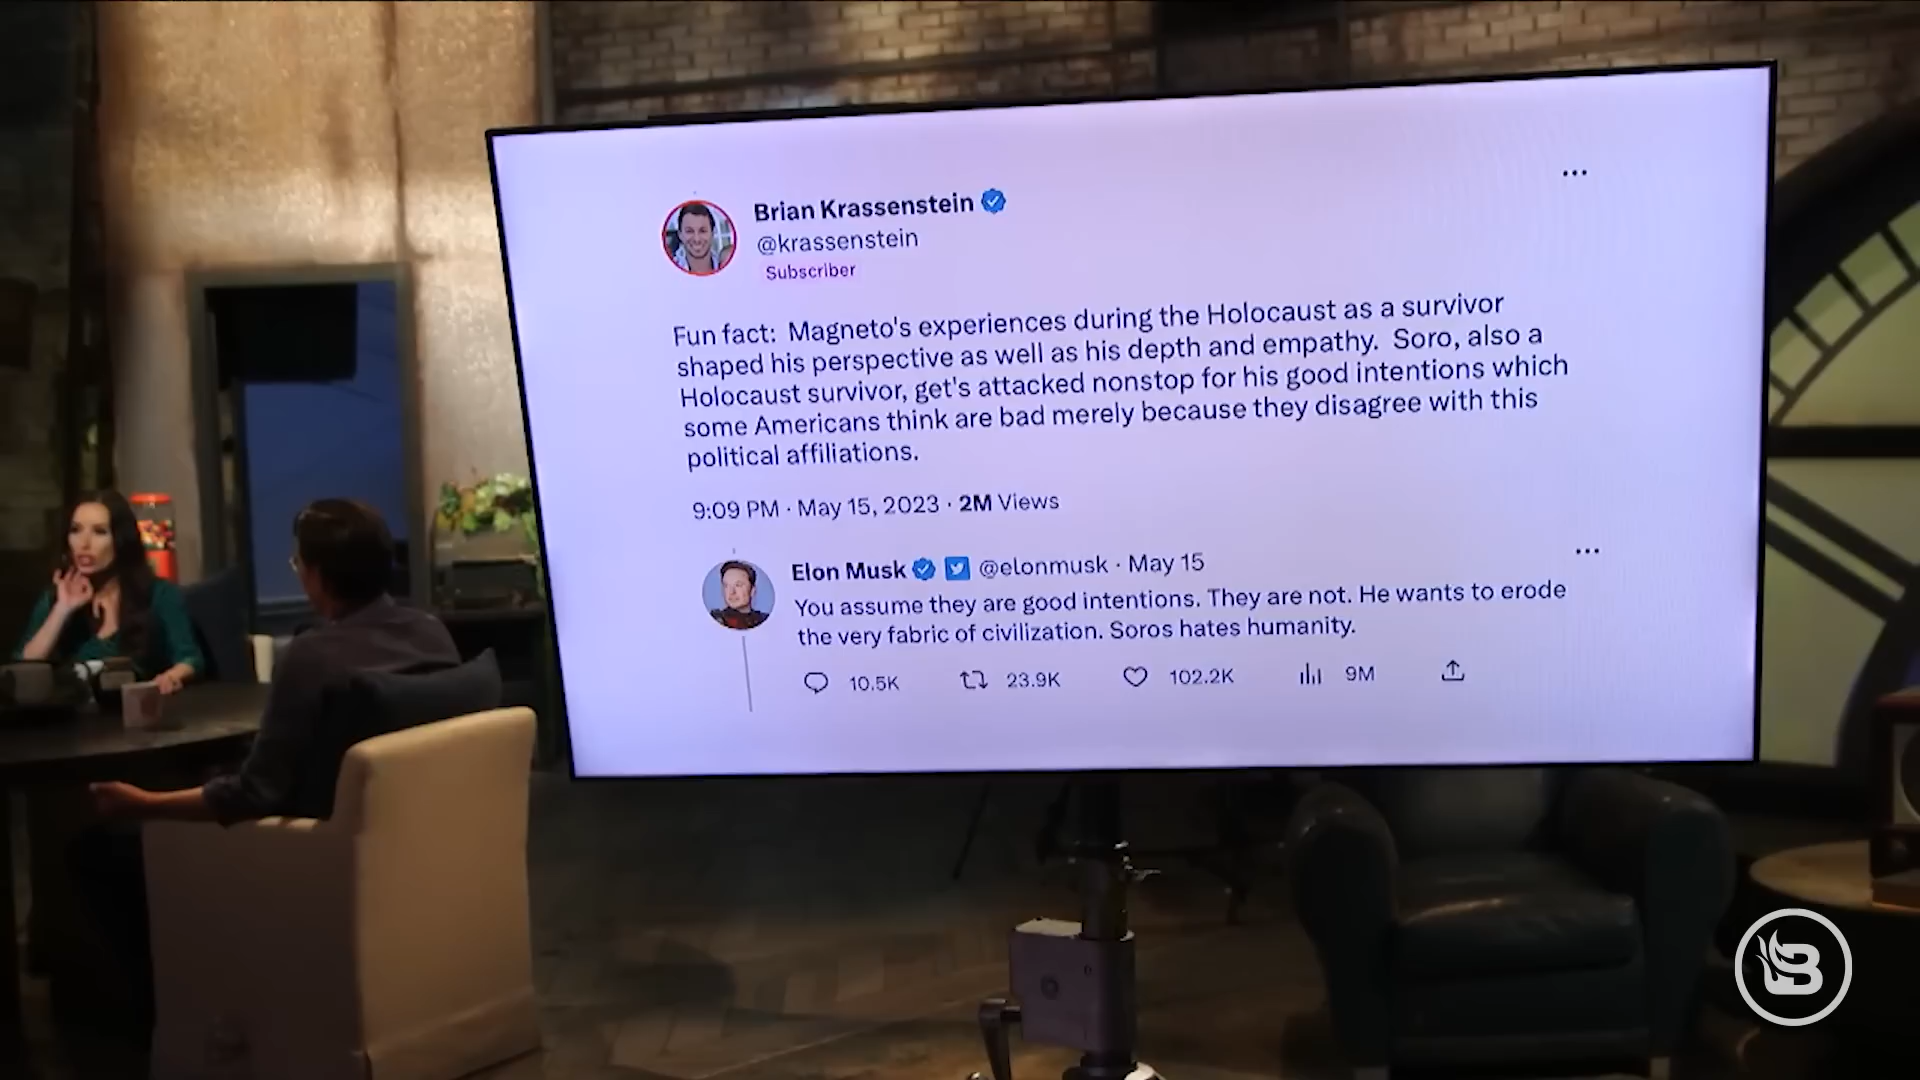 Brian Krassenstein
@krassenstein
Subscriber
Fun fact: Magneto's experiences during the Holocaust as a survivor
shaped his perspective as well as his depth and empathy. Soro, also a
Holocaust survivor, get's attacked nonstop for his good intentions which
some Americans think are bad merely because they disagree with this
political affiliations.
9:09 PM · May 15, 2023 · 2M Views
Elon Musk @elonmusk · May 15
You assume they are good intentions. They are not. He wants to erode
the very fabric of civilization. Soros hates humanity.
10.5K 23.9K 102.2K 9M
B